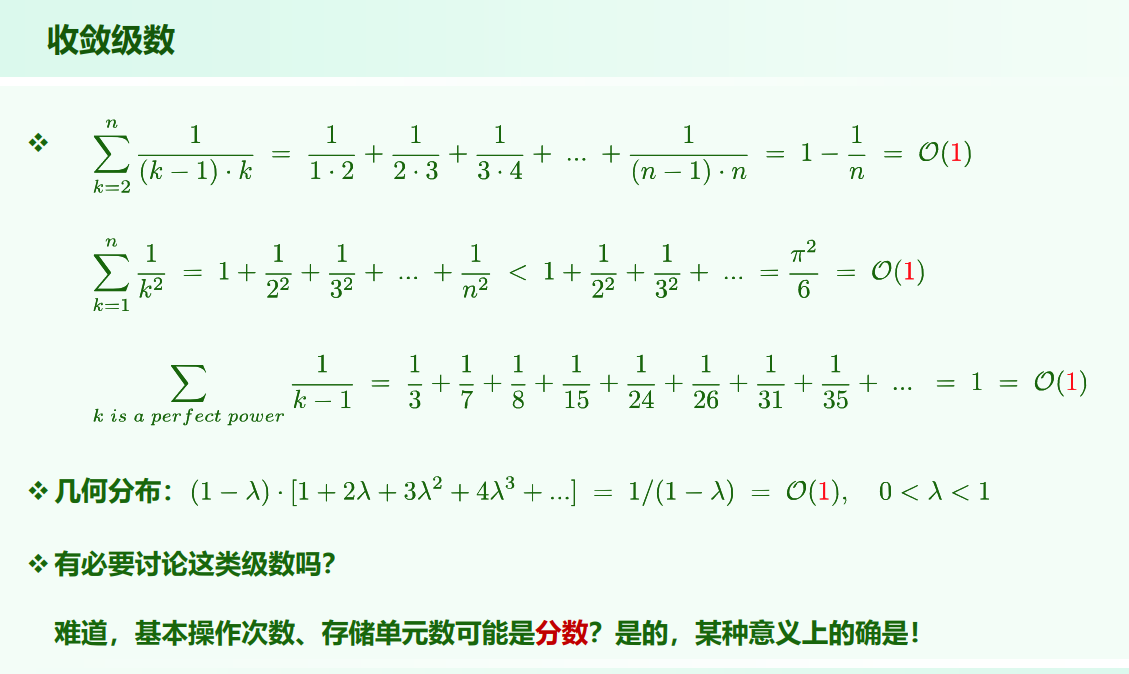 收敛级数
❖ \sum_{k=2}^{n} \frac{1}{(k-1)\cdot k} = \frac{1}{1\cdot 2} + \frac{1}{2\cdot 3} + \frac{1}{3\cdot 4} + ... + \frac{1}{(n-1)\cdot n} = 1 - \frac{1}{n} = \mathcal{O}(1)
\sum_{k=1}^{n} \frac{1}{k^2} = 1 + \frac{1}{2^2} + \frac{1}{3^2} + ... + \frac{1}{n^2} < 1 + \frac{1}{2^2} + \frac{1}{3^2} + ... = \frac{\pi^2}{6} = \mathcal{O}(1)
\sum_{k is a perfect power} \frac{1}{k-1} = \frac{1}{3} + \frac{1}{7} + \frac{1}{8} + \frac{1}{15} + \frac{1}{24} + \frac{1}{26} + \frac{1}{31} + \frac{1}{35} + ... = 1 = \mathcal{O}(1)
❖ 几何分布：(1-\lambda)\cdot[1+2\lambda+3\lambda^2+4\lambda^3+...] = 1/(1-\lambda) = \mathcal{O}(1), 0<\lambda<1
❖ 有必要讨论这类级数吗？
难道，基本操作次数、存储单元数可能是分数？是的，某种意义上的确是！